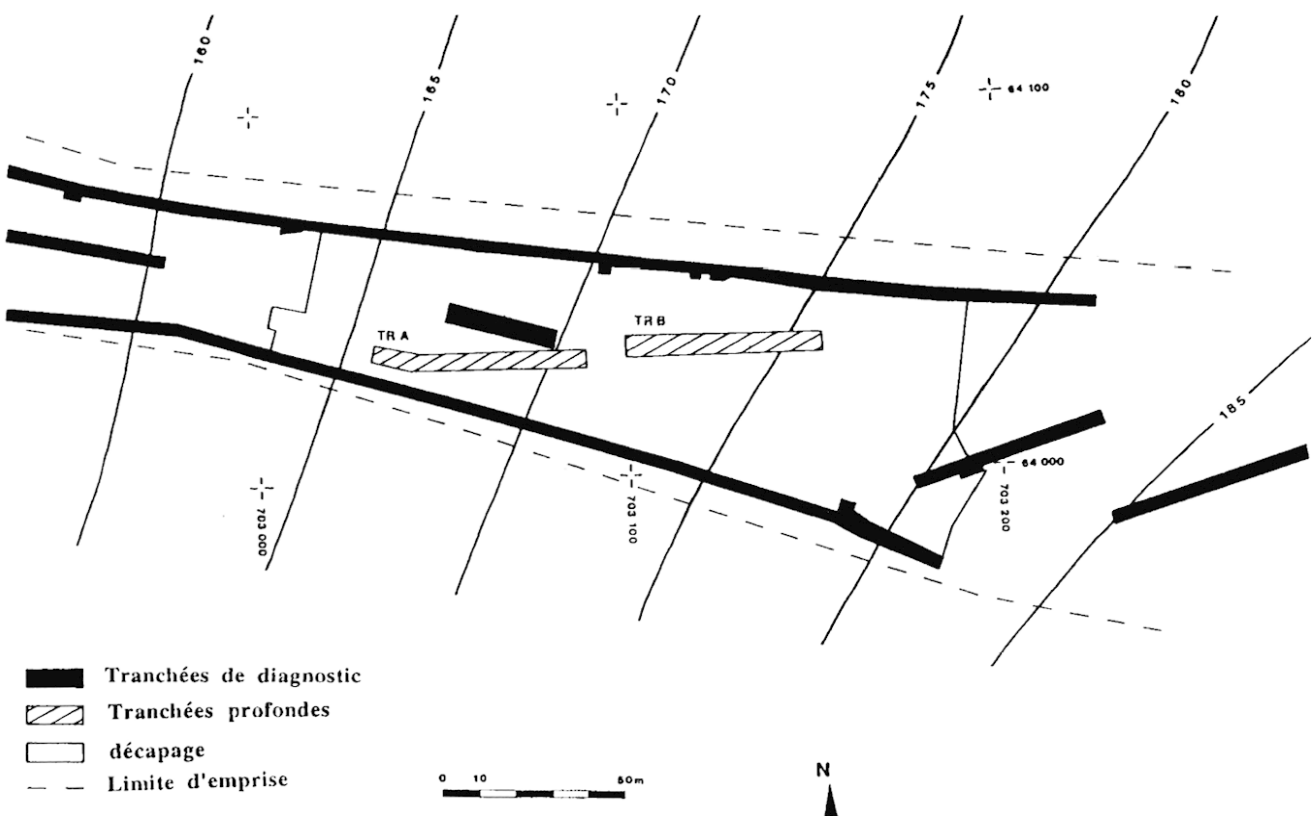 160
165
170
175
180
64 100
TR A
TR B
185
64 000
703 000
703 100
703 200
Tranchées de diagnostic
Tranchées profondes
décapage
Limite d'emprise
0 10 50m
N